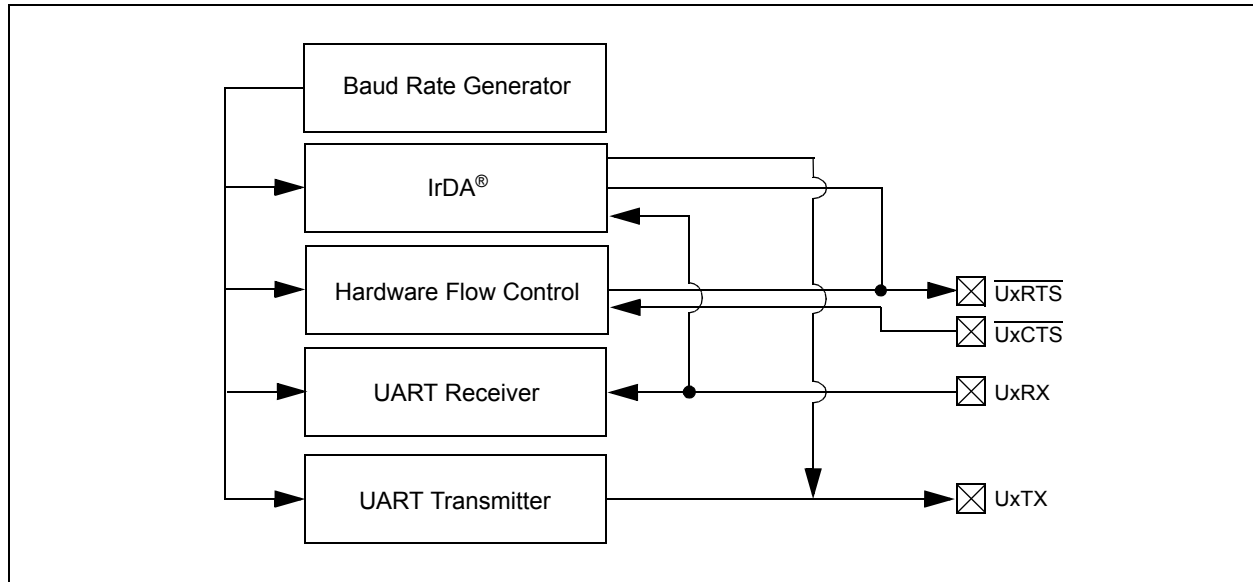 Baud Rate Generator
IrDA®
Hardware Flow Control
UxRTS
UxCTS
UART Receiver
UxRX
UART Transmitter
UxTX